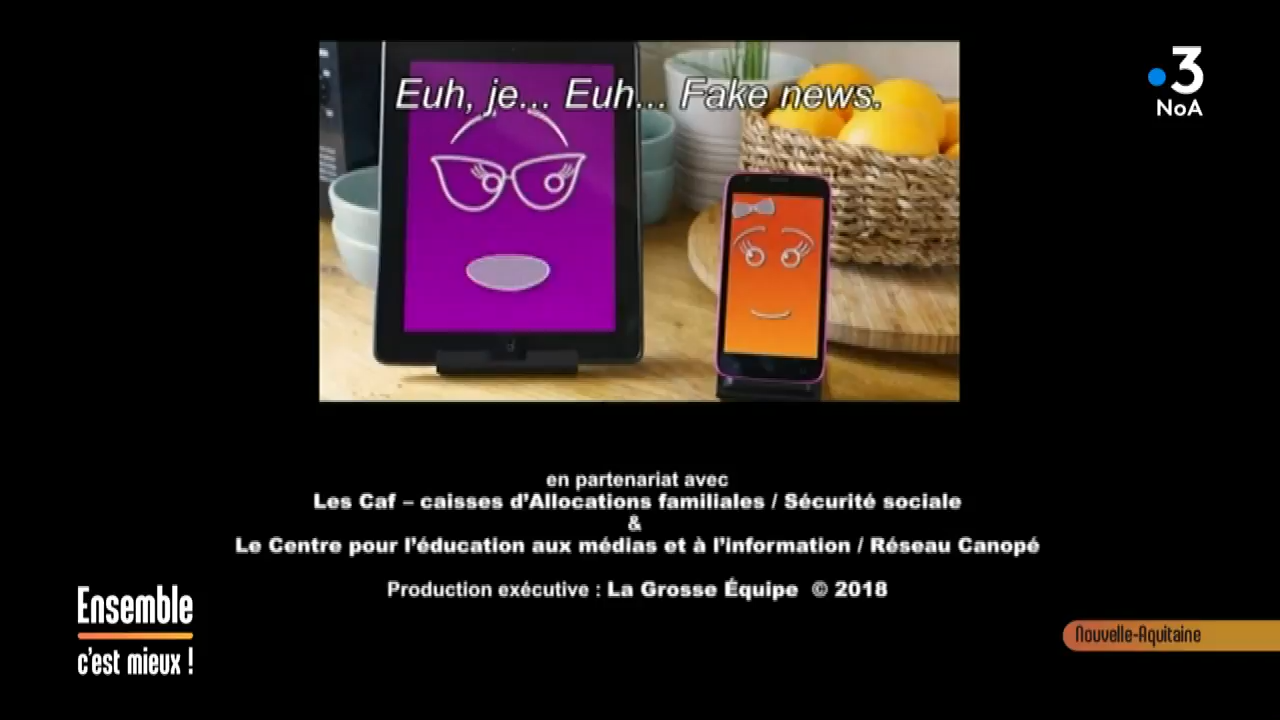 Euh, je... Euh... Fake news.
3
NoA
en partenariat avec
Les Caf – caisses d'Allocations familiales / Sécurité sociale
&
Le Centre pour l'éducation aux médias et à l'information / Réseau Canopé
Production exécutive : La Grosse Équipe © 2018
Ensemble
c'est mieux !
Nouvelle-Aquitaine